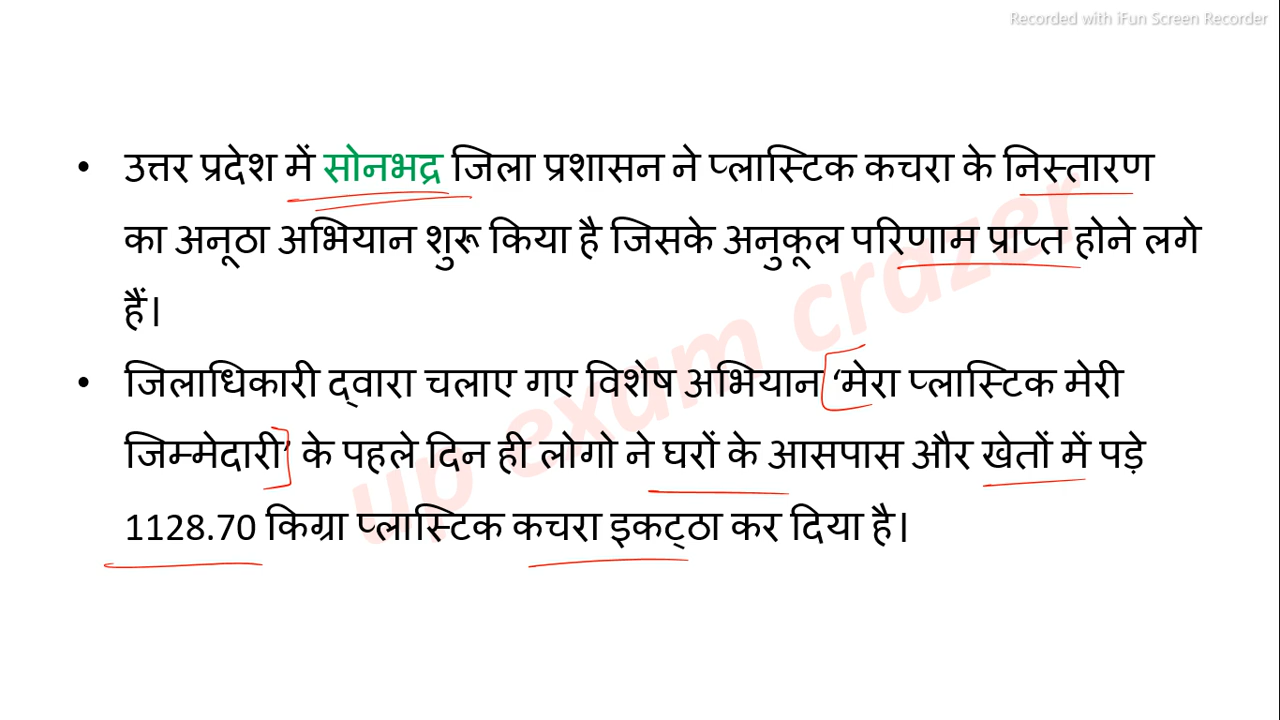 Recorded with iFun Screen Recorder
• उत्तर प्रदेश में सोनभद्र जिला प्रशासन ने प्लास्टिक कचरा के निस्तारण
का अनूठा अभियान शुरू किया है जिसके अनुकूल परिणाम प्राप्त होने लगे
हैं।
• जिलाधिकारी द्वारा चलाए गए विशेष अभियान ‘मेरा प्लास्टिक मेरी
जिम्मेदारी’ के पहले दिन ही लोगो ने घरों के आसपास और खेतों में पड़े
1128.70 किग्रा प्लास्टिक कचरा इकट्ठा कर दिया है।
up exam crazer